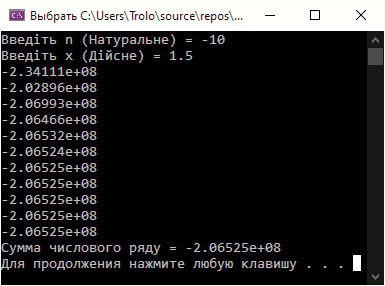 Выбрать C:\Users\Trolo\source\repos\...
Введіть n (Натуральне) = -10
Введіть x (Дійсне) = 1.5
-2.34111e+08
-2.02896e+08
-2.06993e+08
-2.06466e+08
-2.06532e+08
-2.06524e+08
-2.06525e+08
-2.06525e+08
-2.06525e+08
-2.06525e+08
-2.06525e+08
Сумма числового ряду = -2.06525e+08
Для продолжения нажмите любую клавишу . . .